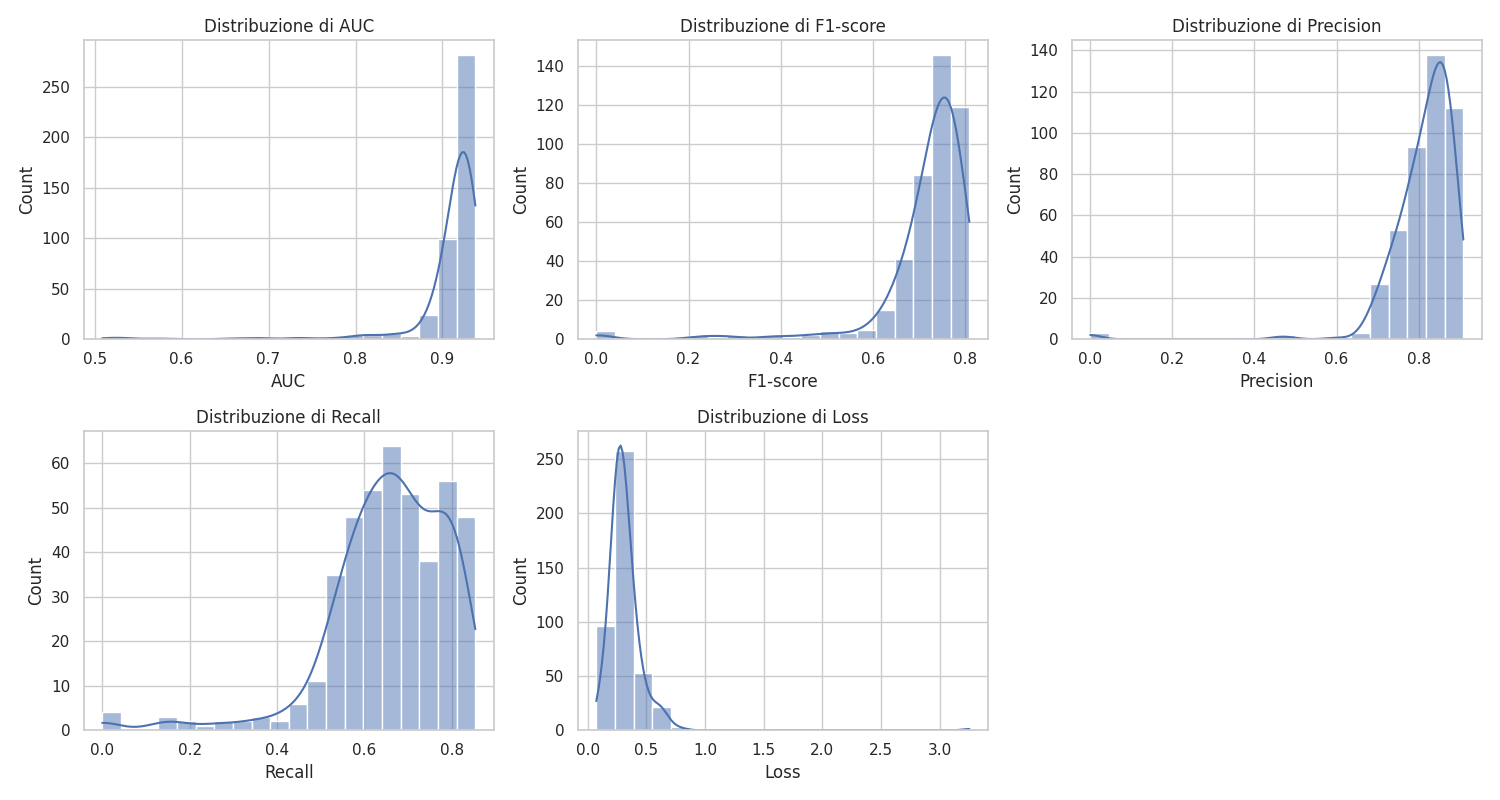 Distribuzione di AUC
Count
250
200
150
100
50
0
0.5 0.6 0.7 0.8 0.9
AUC
Distribuzione di F1-score
Count
140
120
100
80
60
40
20
0
0.0 0.2 0.4 0.6 0.8
F1-score
Distribuzione di Precision
Count
140
120
100
80
60
40
20
0
0.0 0.2 0.4 0.6 0.8
Precision
Distribuzione di Recall
Count
60
50
40
30
20
10
0
0.0 0.2 0.4 0.6 0.8
Recall
Distribuzione di Loss
Count
250
200
150
100
50
0
0.0 0.5 1.0 1.5 2.0 2.5 3.0
Loss